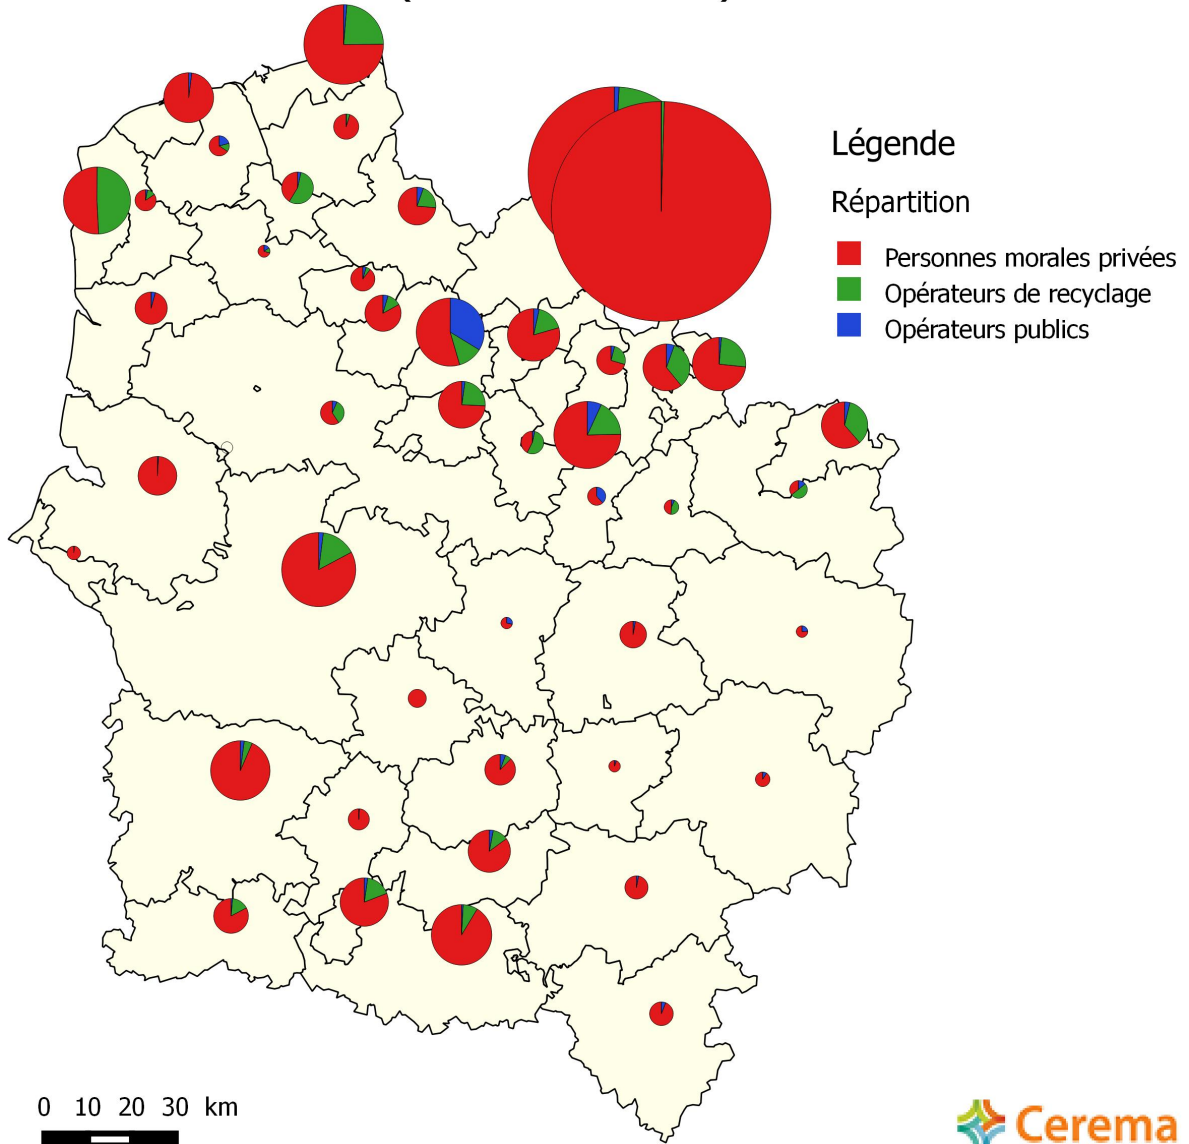 Légende
Répartition
Personnes morales privées
Opérateurs de recyclage
Opérateurs publics
0 10 20 30 km
Cerema